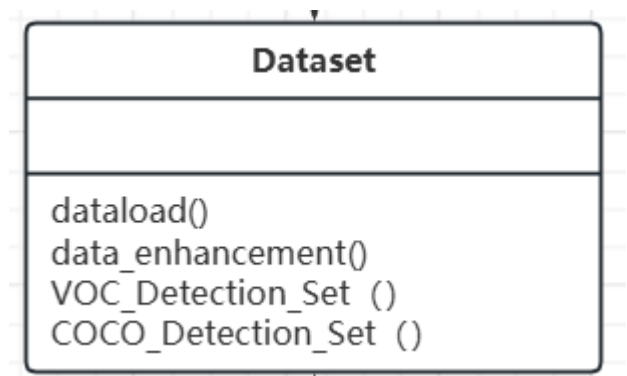 Dataset
dataload()
data_enhancement()
VOC_Detection_Set ()
COCO_Detection_Set ()